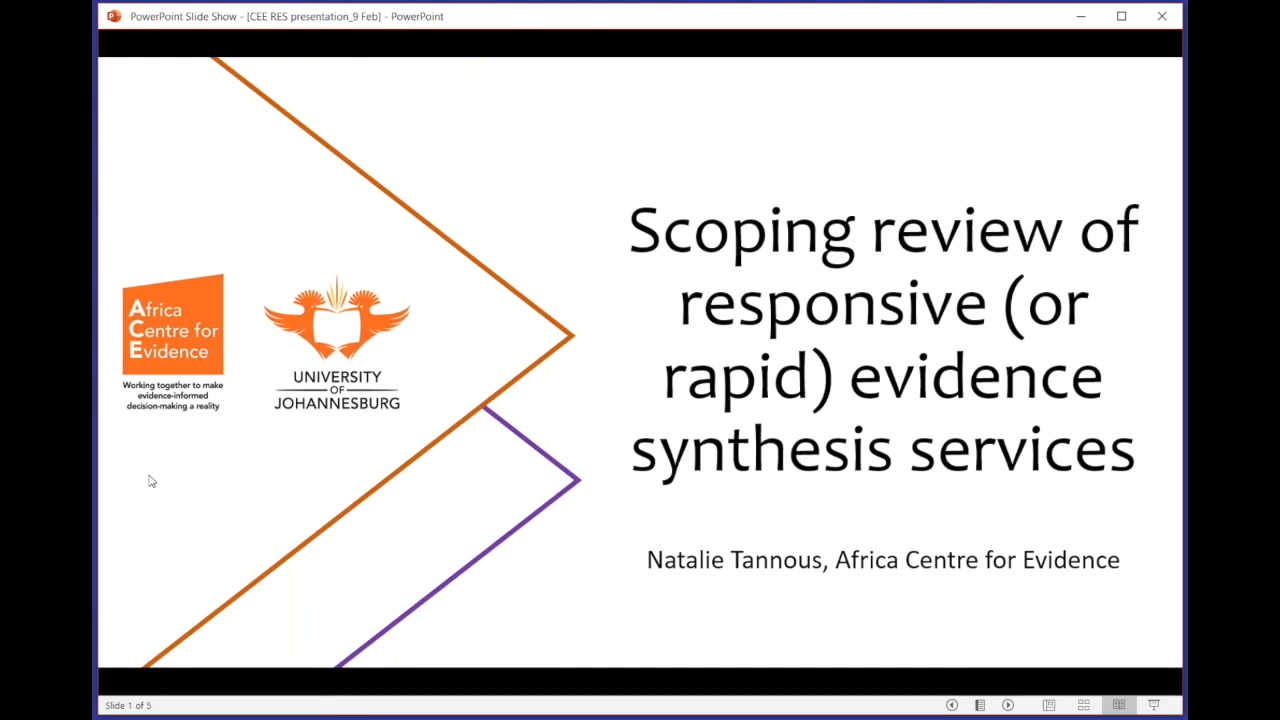 PowerPoint Slide Show - [CEE RES presentation_9 Feb] - PowerPoint
Scoping review of
responsive (or
rapid) evidence
synthesis services
Natalie Tannous, Africa Centre for Evidence
Africa
Centre for
Evidence
Working together to make
evidence-informed
decision-making a reality
UNIVERSITY
OF
JOHANNESBURG
Slide 1 of 5